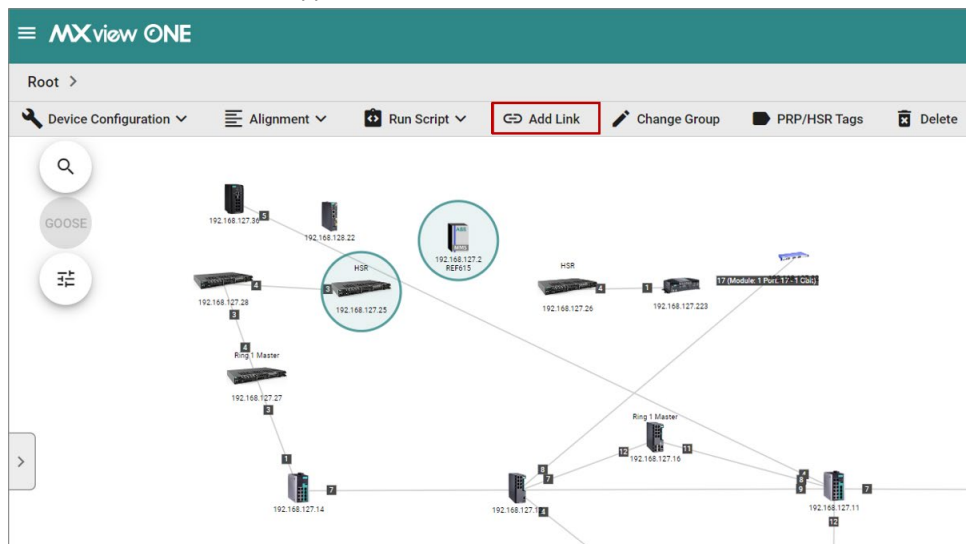 MXview ONE
Root >
Device Configuration Alignment Run Script Add Link Change Group PRP/HSR Tags Delete
GOOSE
192.168.127.36
5
192.168.128.22
ABB
192.168.127.2
REF615
HSR
4
3
192.168.127.28
192.168.127.25
3
HSR
4
1
192.168.127.26
192.168.127.223
17 (Module: 1 Port: 17 - 1 Gbit)
4
Ring 1 Master
192.168.127.27
3
Ring 1 Master
12
11
192.168.127.16
1
8
7
4
8
9
7
7
192.168.127.14
4
192.168.127.11
12